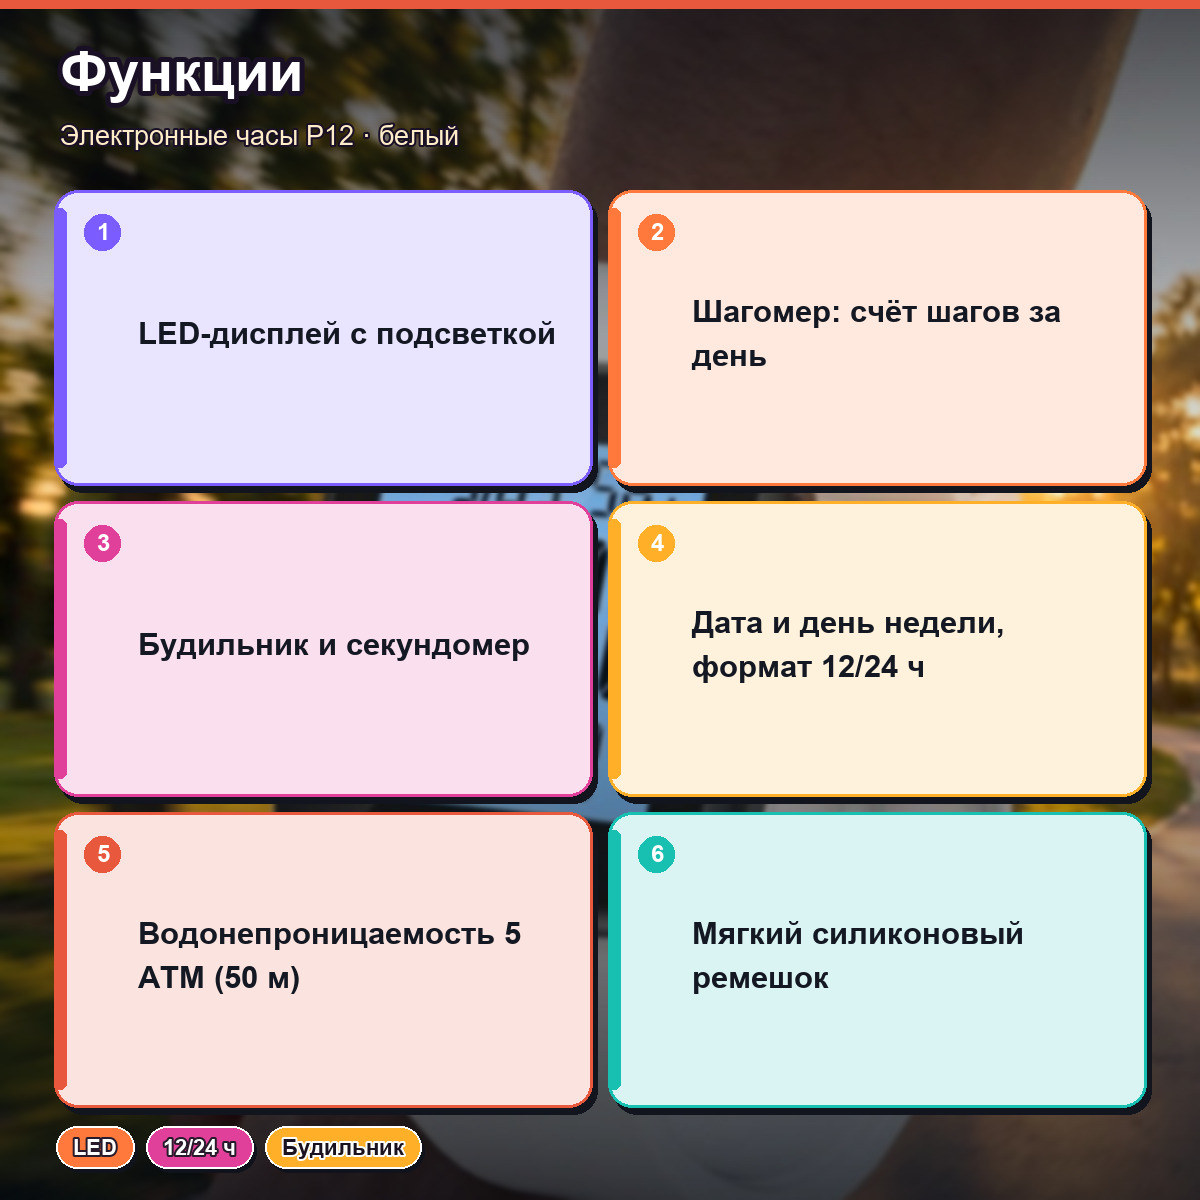 Функции
Электронные часы P12 · белый
1
LED-дисплей с подсветкой
2
Шагомер: счёт шагов за
день
3
Будильник и секундомер
4
Дата и день недели,
формат 12/24 ч
5
Водонепроницаемость 5
ATM (50 м)
6
Мягкий силиконовый
ремешок
LED
12/24 ч
Будильник